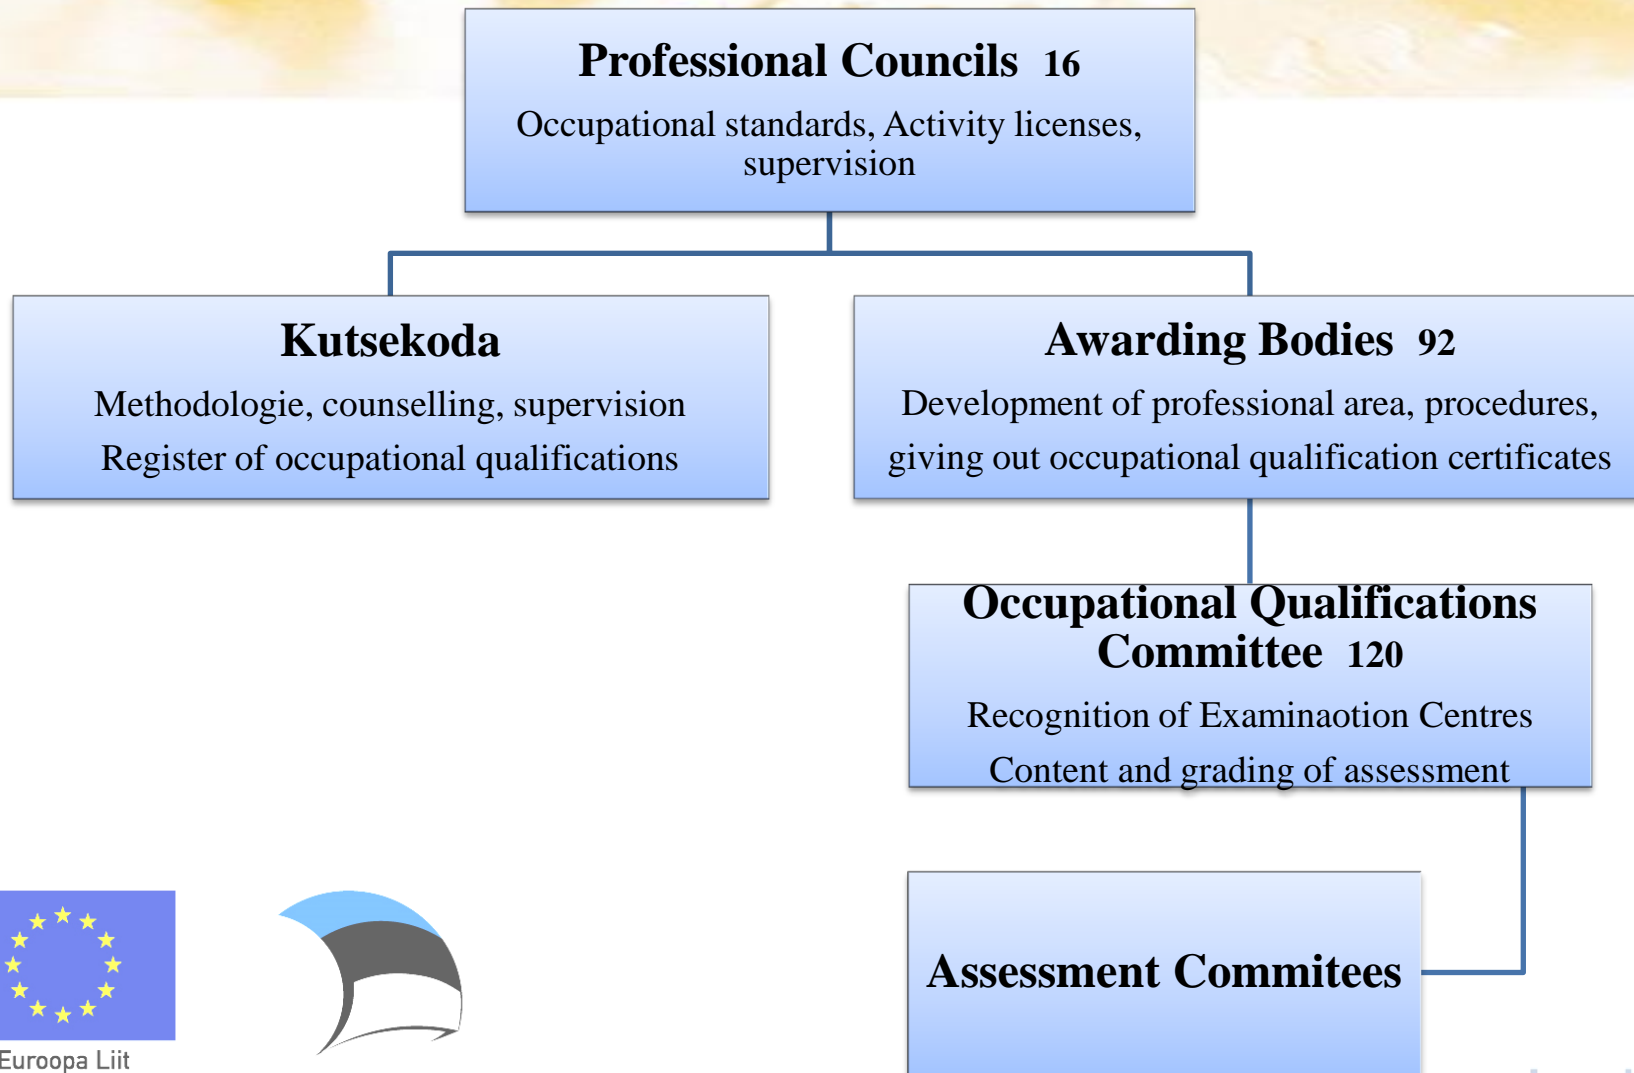 Professional Councils 16
Occupational standards, Activity licenses,
supervision
Kutsekoda
Methodologie, counselling, supervision
Register of occupational qualifications
Awarding Bodies 92
Development of professional area, procedures,
giving out occupational qualification certificates
Occupational Qualifications
Committee 120
Recognition of Examinaotion Centres
Content and grading of assessment
Assessment Commitees
Euroopa Liit